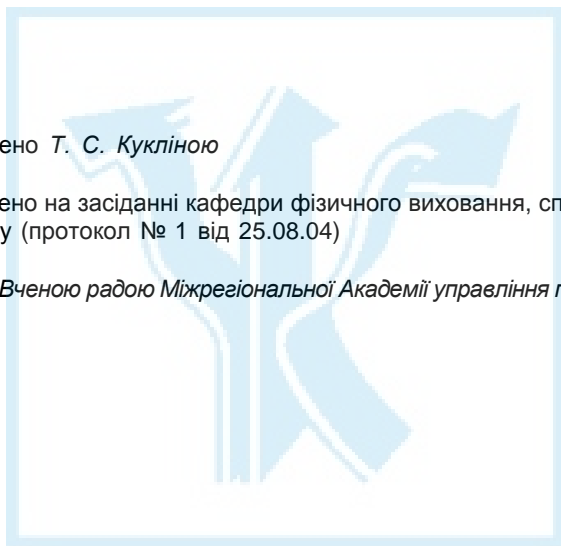 ено Т. С. Кукліною
ено на засіданні кафедри фізичного виховання, сп
у (протокол № 1 від 25.08.04)
Вченою радою Міжрегіональної Академії управління п